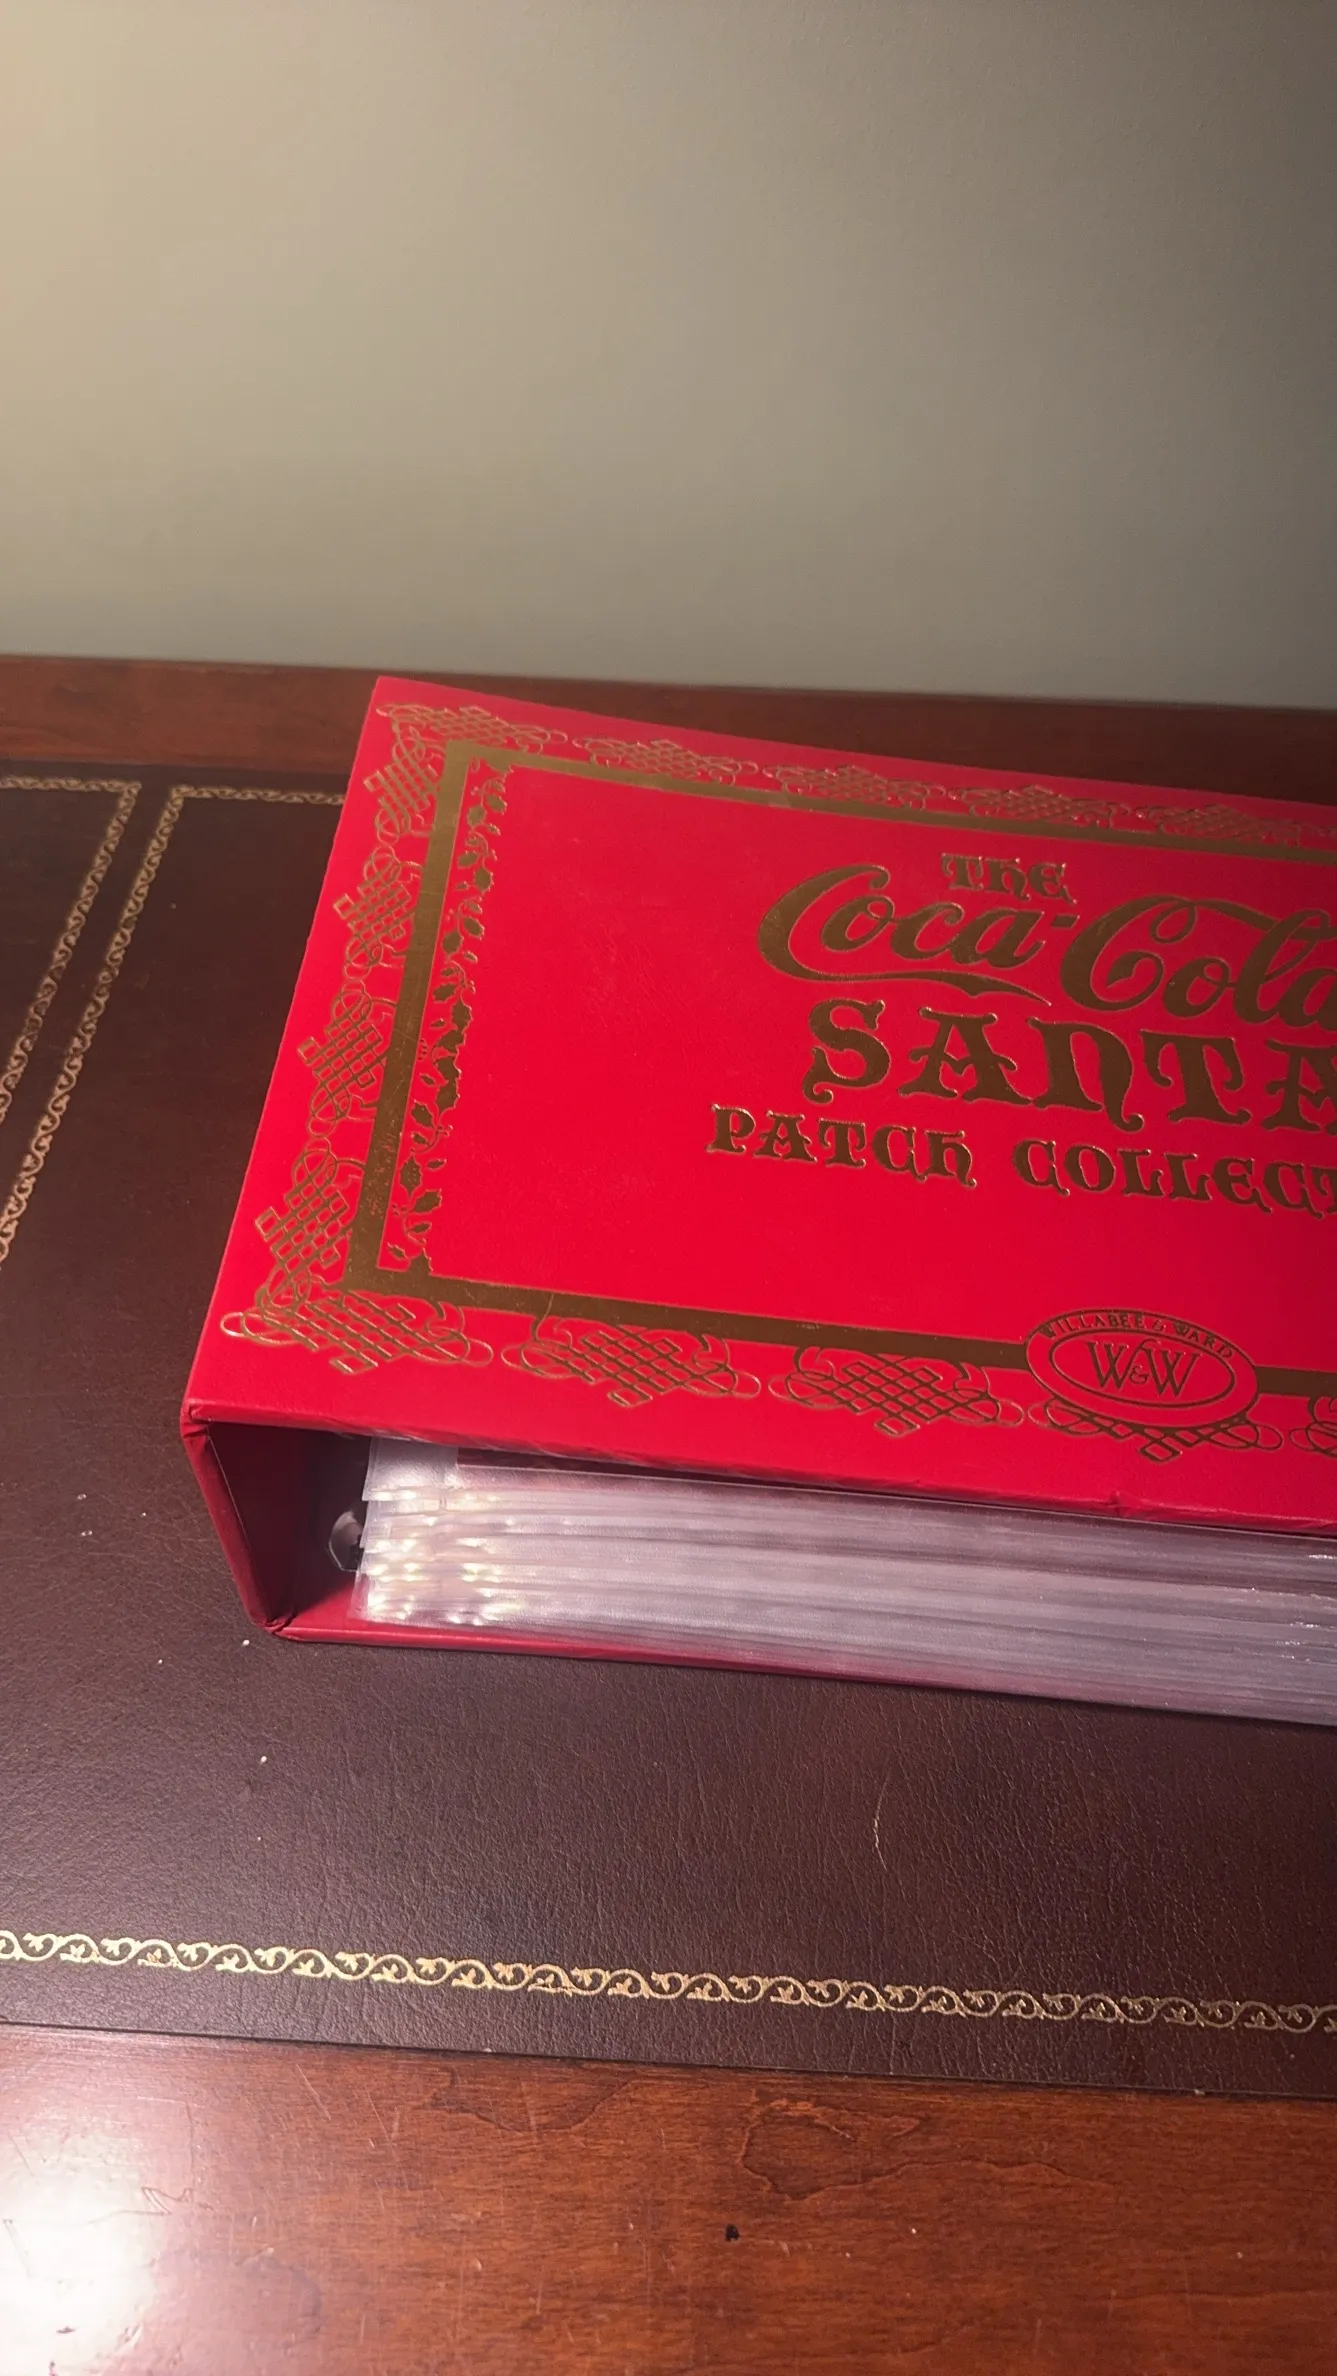 THE
Coca-Cola
SANTA
PATCH COLLECT
WILLABEE & WARD
W&W